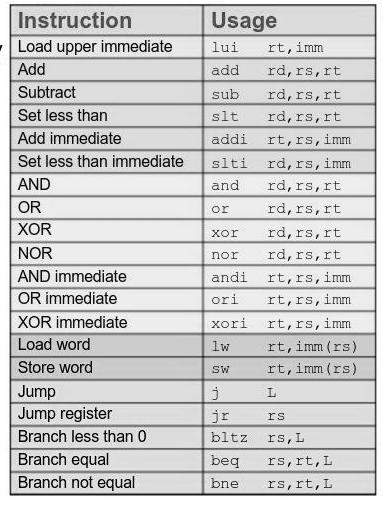 Instruction Usage
Load upper immediate lui rt,imm
Add add rd,rs,rt
Subtract sub rd,rs,rt
Set less than slt rd,rs,rt
Add immediate addi rt,rs,imm
Set less than immediate slti rd,rs,imm
AND and rd,rs,rt
OR or rd,rs,rt
XOR xor rd,rs,rt
NOR nor rd,rs,rt
AND immediate andi rt,rs,imm
OR immediate ori rt,rs,imm
XOR immediate xori rt,rs,imm
Load word lw rt,imm(rs)
Store word sw rt,imm(rs)
Jump j L
Jump register jr rs
Branch less than 0 bltz rs,L
Branch equal beq rs,rt,L
Branch not equal bne rs,rt,L